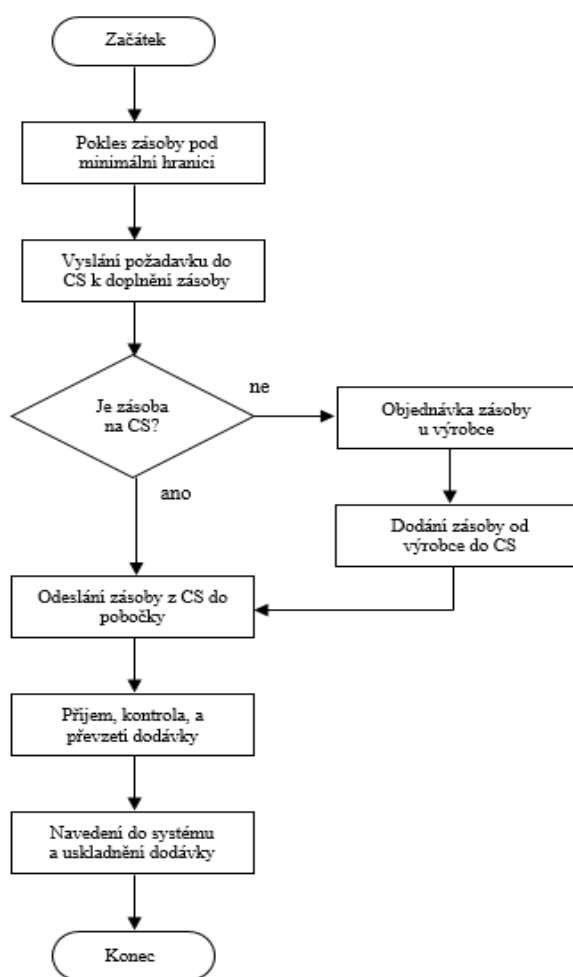 Začátek
Pokles zásoby pod
minimální hranici
Vyslání požadavku do
CS k doplnění zásoby
Je zásoba
na CS?
ne
Objednávka zásoby
u výrobce
ano
Dodání zásoby od
výrobce do CS
Odeslání zásoby z CS do
pobočky
Přijem, kontrola, a
převzeti dodávky
Navedení do systému
a uskladnění dodávky
Konec